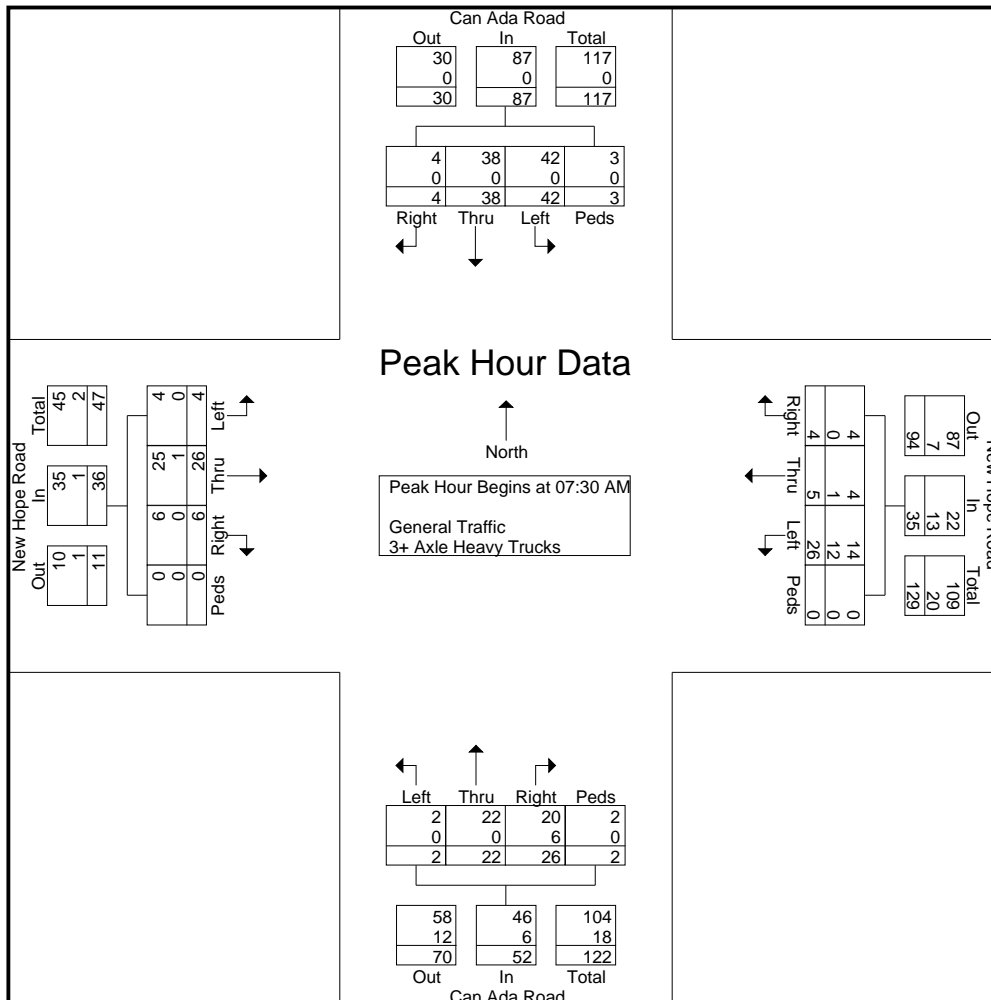 Can Ada Road
Out In Total
30 87 117
0 0 0
30 87 117
4 38 42 3
0 0 0 0
4 38 42 3
Right Thru Left Peds
Peak Hour Data
North
Peak Hour Begins at 07:30 AM
General Traffic
3+ Axle Heavy Trucks
New Hope Road
Out In Total
10 35 45
1 1 2
11 36 47
Left Thru Right Peds
4 25 6 0
0 1 0 0
4 26 6 0
New Hope Road
Out In Total
87 22 109
7 13 20
94 35 129
4 4 14 0
0 1 12 0
4 5 26 0
Right Thru Left Peds
Left Thru Right Peds
2 22 20 2
0 0 6 0
2 22 26 2
58 46 104
12 6 18
70 52 122
Out In Total
Can Ada Road